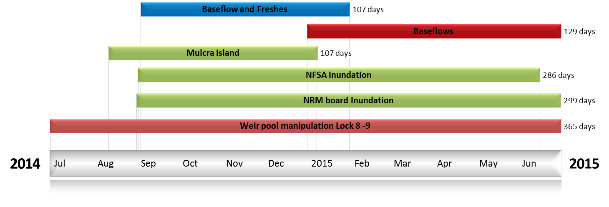 Baseflow and Freshes 107 days
Baseflows 129 days
Mulcra Island 107 days
NFSA Inundation 286 days
NRM board Inundation 299 days
Weir pool manipulation Lock 8 -9 365 days
2014 Jul Aug Sep Oct Nov Dec 2015 Feb Mar Apr May Jun 2015